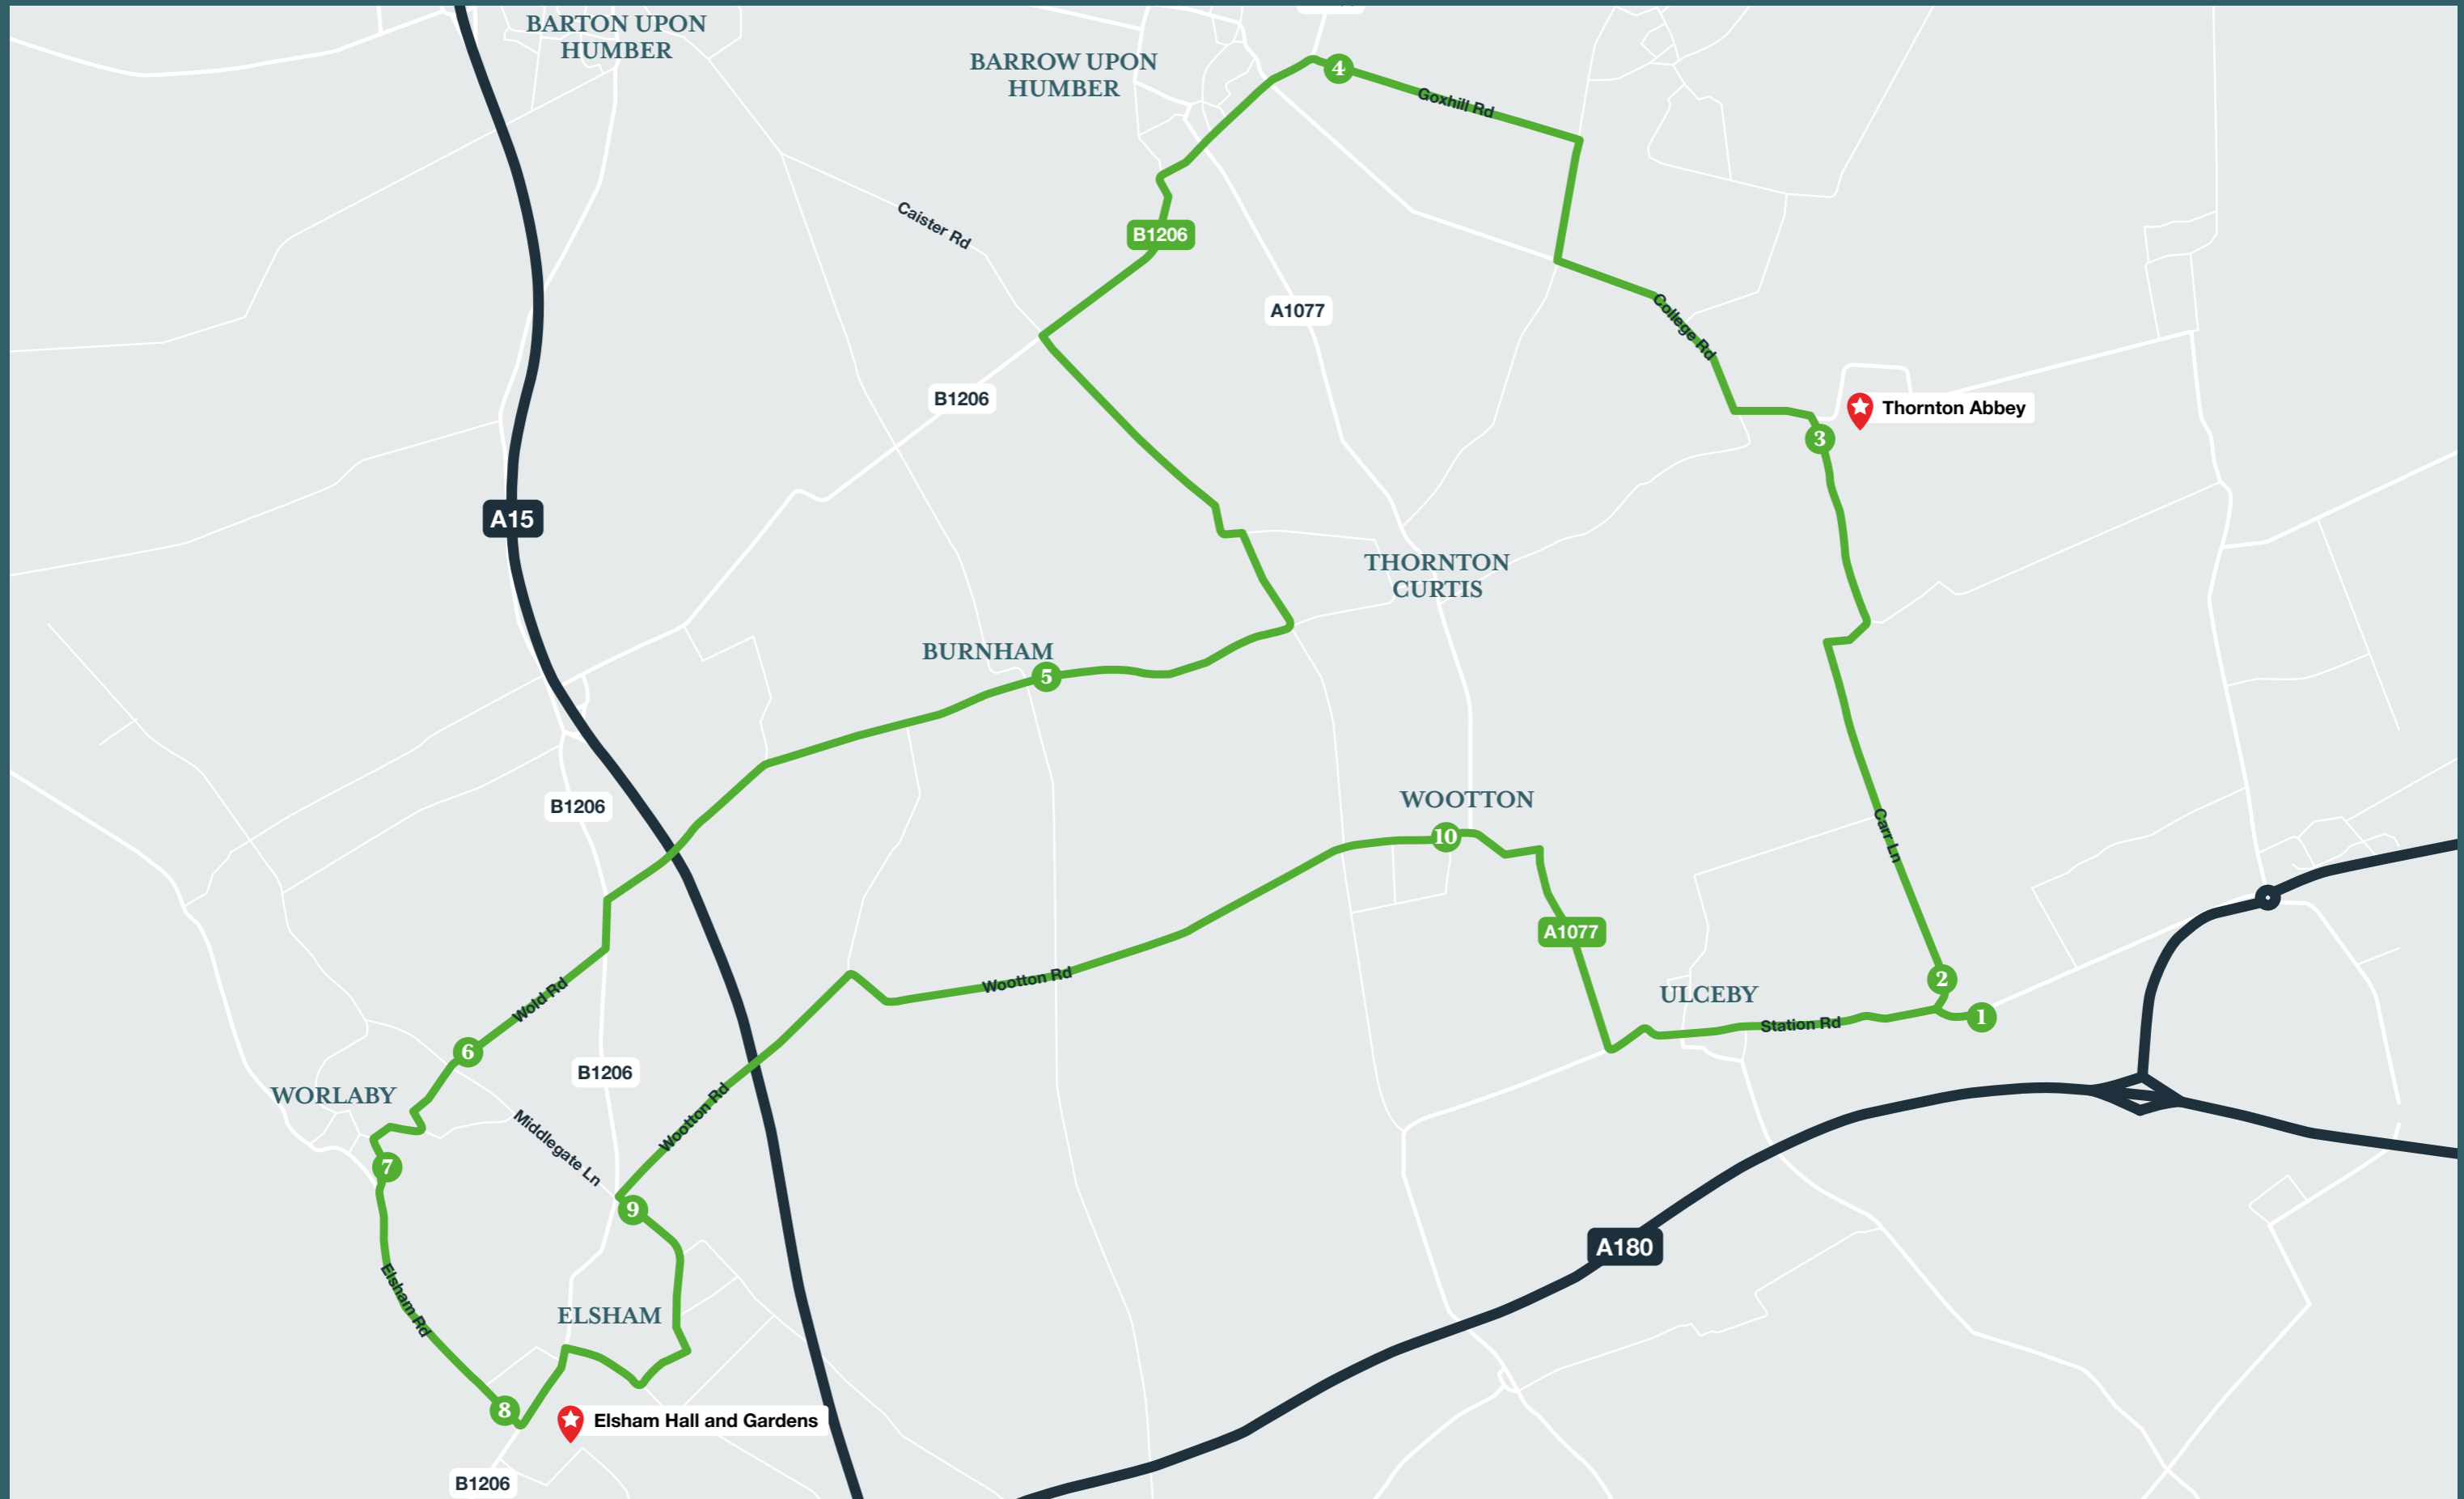 BARTON UPON
HUMBER
BARROW UPON
HUMBER
4
Goxhill Rd
Caister Rd
B1206
A1077
College Rd
B1206
Thornton Abbey
3
A15
THORNTON
CURTIS
BURNHAM
5
B1206
WOOTTON
10
Carr Ln
A1077
Wootton Rd
2
ULCEBY
1
Station Rd
Wold Rd
6
B1206
WORLABY
Middlegate Ln
Wootton Rd
7
9
A180
Elsham Rd
ELSHAM
8
Elsham Hall and Gardens
B1206